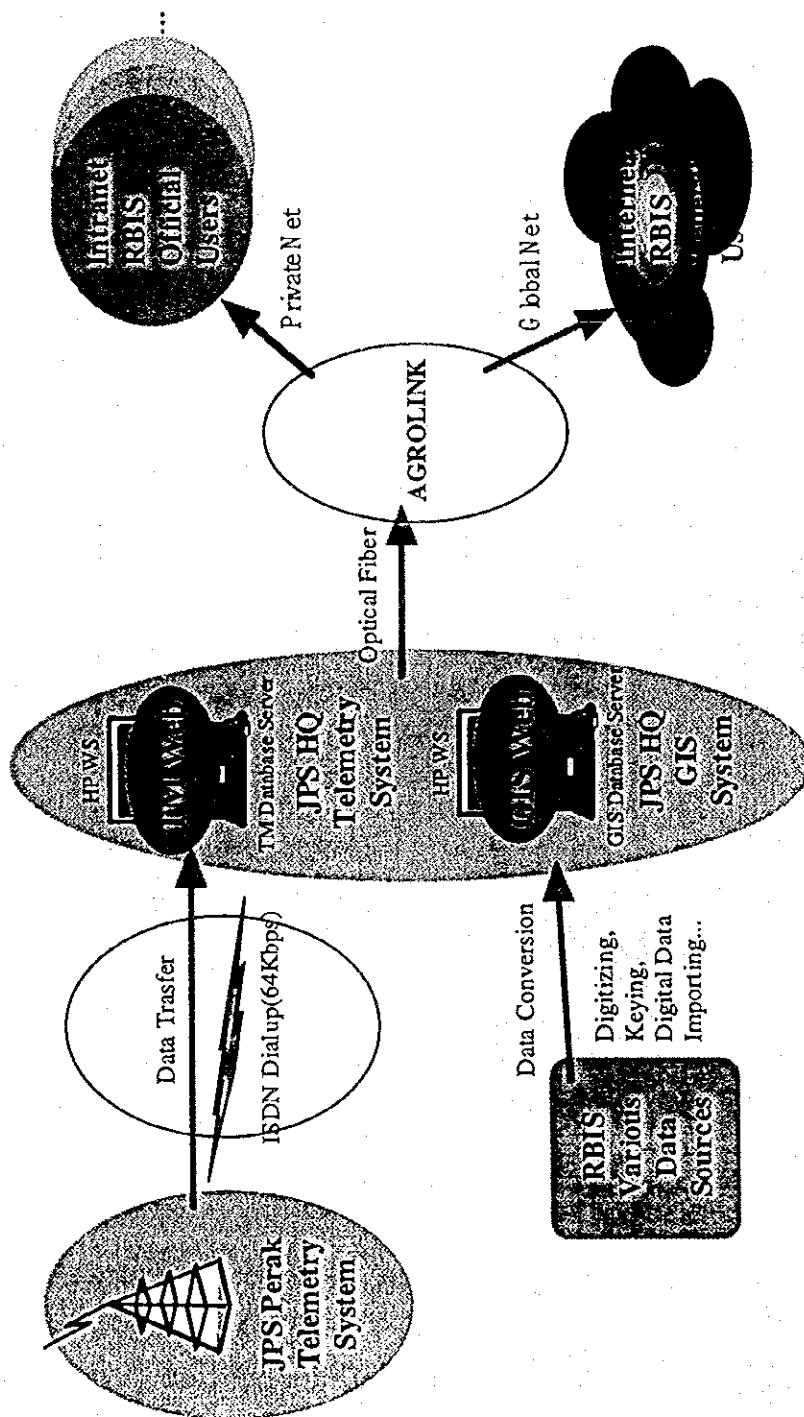 JPS Perak
Telemetry
System
Data Trasfer
ISDN Dialup(64Kbps)
RBIS
Various
Data
Sources
Data Conversion
Digitizing,
Keying,
Digital Data
Importing...
HP WS
Web
TM Database Server
JPS HQ
Telemetry
System
HP WS
Web
GIS Database Server
JPS HQ
GIS
System
Optical Fiber
AGROLINK
Private Net
Global Net
Intranet
RBIS
Official
Users
...
Internet
RBIS